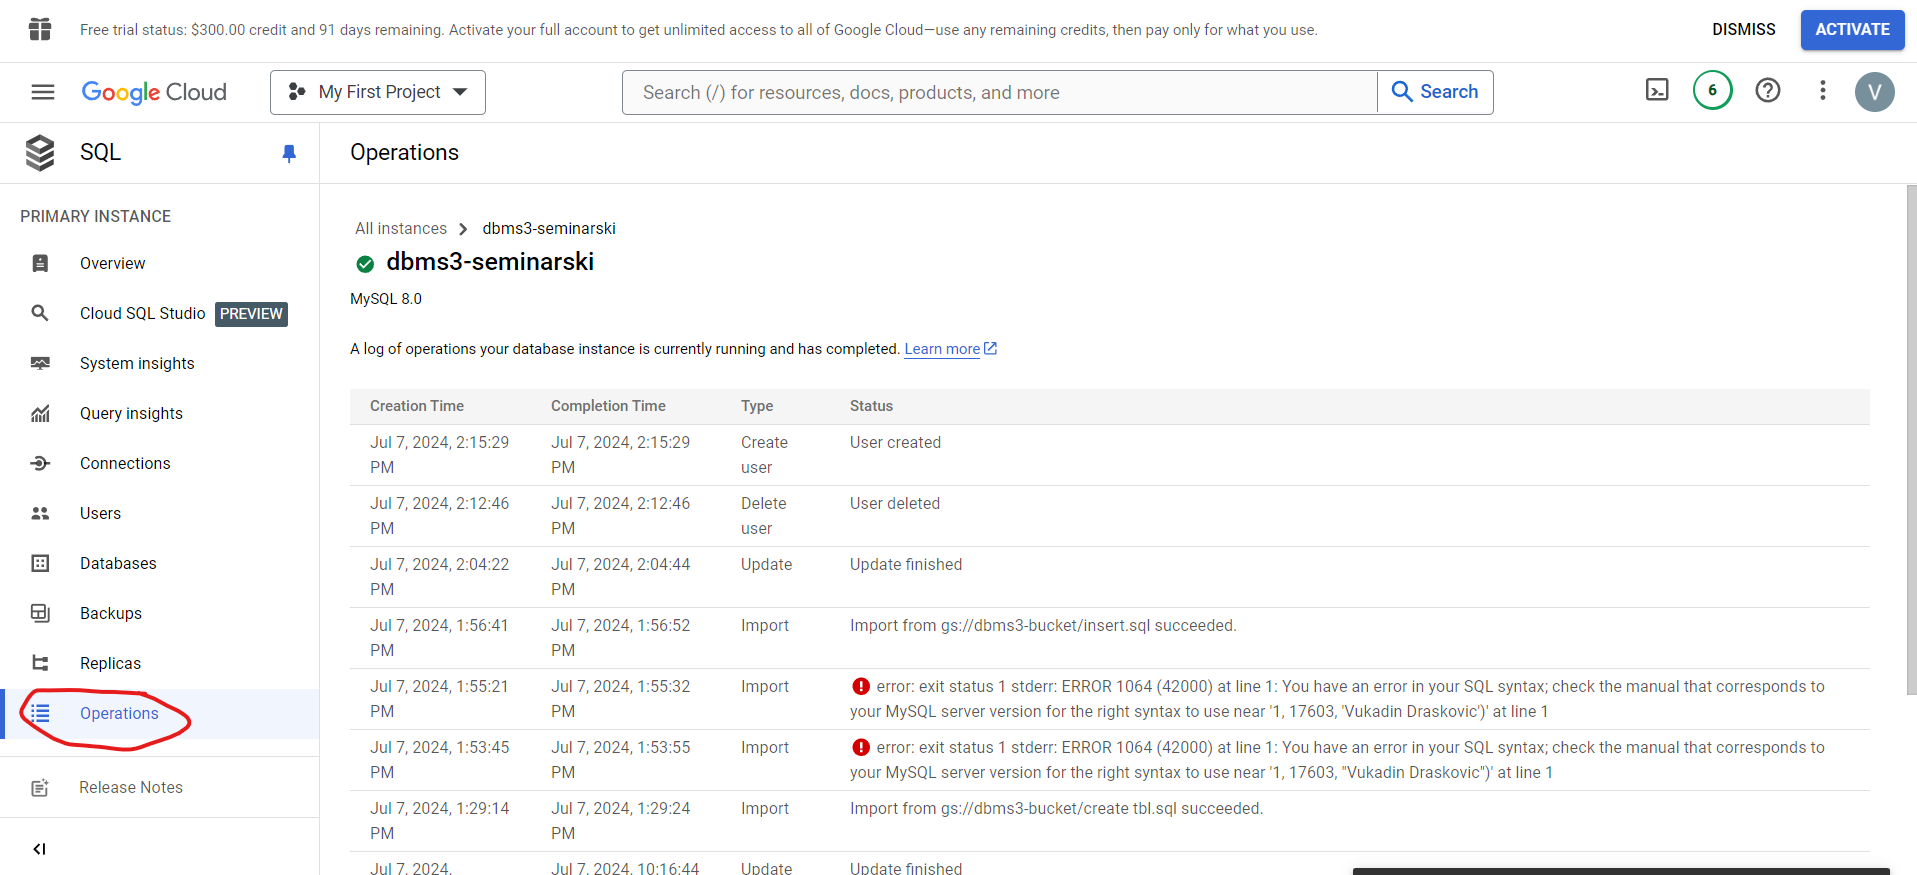 Free trial status: $300.00 credit and 91 days remaining. Activate your full account to get unlimited access to all of Google Cloud—use any remaining credits, then pay only for what you use.
DISMISS
ACTIVATE
Google Cloud
My First Project
Search (/) for resources, docs, products, and more
Search
6
V
SQL
Operations
PRIMARY INSTANCE
Overview
Cloud SQL Studio PREVIEW
System insights
Query insights
Connections
Users
Databases
Backups
Replicas
Operations
Release Notes
All instances dbms3-seminarski
dbms3-seminarski
MySQL 8.0
A log of operations your database instance is currently running and has completed. Learn more
Creation Time Completion Time Type Status
Jul 7, 2024, 2:15:29 Jul 7, 2024, 2:15:29 Create User created
PM PM user
Jul 7, 2024, 2:12:46 Jul 7, 2024, 2:12:46 Delete User deleted
PM PM user
Jul 7, 2024, 2:04:22 Jul 7, 2024, 2:04:44 Update Update finished
PM PM
Jul 7, 2024, 1:56:41 Jul 7, 2024, 1:56:52 Import Import from gs://dbms3-bucket/insert.sql succeeded.
PM PM
Jul 7, 2024, 1:55:21 Jul 7, 2024, 1:55:32 Import error: exit status 1 stderr: ERROR 1064 (42000) at line 1: You have an error in your SQL syntax; check the manual that corresponds to
PM PM your MySQL server version for the right syntax to use near '1, 17603, 'Vukadin Draskovic')' at line 1
Jul 7, 2024, 1:53:45 Jul 7, 2024, 1:53:55 Import error: exit status 1 stderr: ERROR 1064 (42000) at line 1: You have an error in your SQL syntax; check the manual that corresponds to
PM PM your MySQL server version for the right syntax to use near '1, 17603, "Vukadin Draskovic")' at line 1
Jul 7, 2024, 1:29:14 Jul 7, 2024, 1:29:24 Import Import from gs://dbms3-bucket/create tbl.sql succeeded.
PM PM
Jul 7, 2024, Jul 7, 2024, 10:16:44 Update Update finished